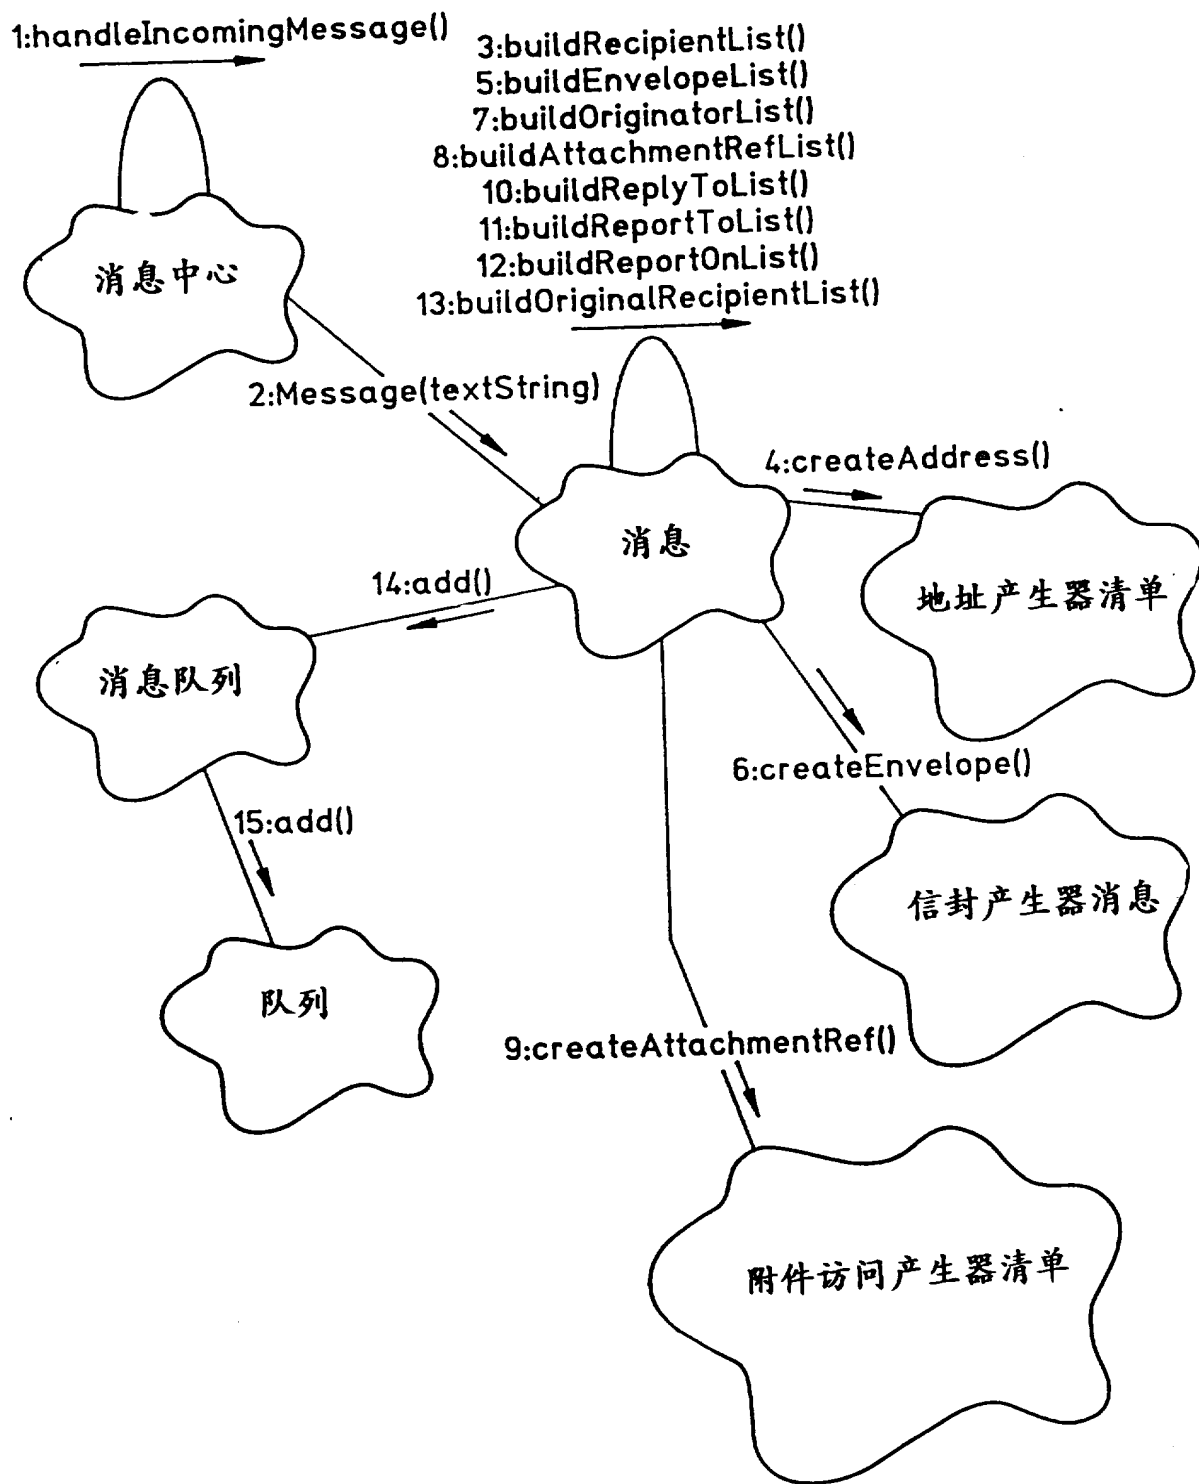 1:handleIncomingMessage()
3:buildRecipientList()
5:buildEnvelopeList()
7:buildOriginatorList()
8:buildAttachmentRefList()
10:buildReplyToList()
11:buildReportToList()
12:buildReportOnList()
13:buildOriginalRecipientList()
消息中心
2:Message(textString)
4:createAddress()
消息
14:add()
地址产生器清单
消息队列
6:createEnvelope()
15:add()
信封产生器消息
队列
9:createAttachmentRef()
附件访问产生器清单